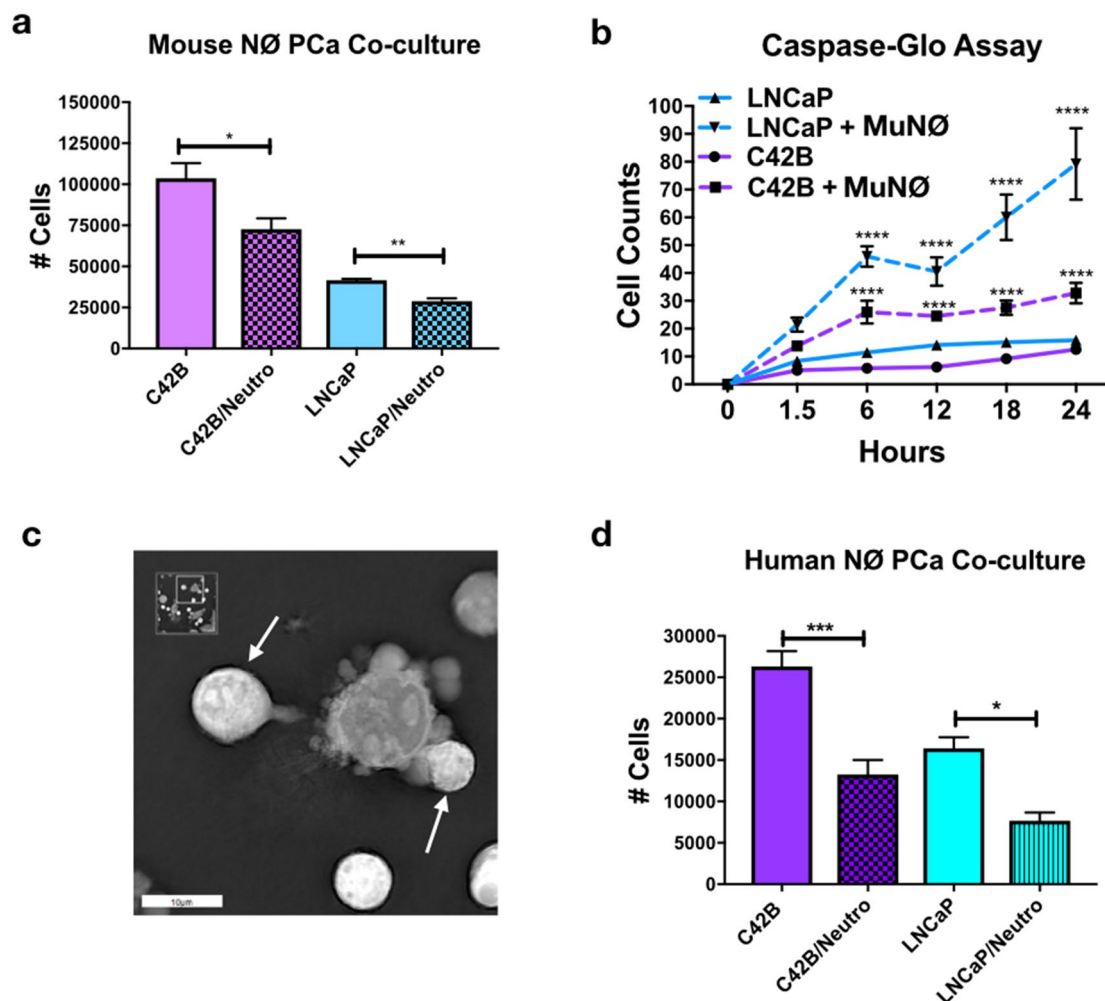 a
Mouse NØ PCa Co-culture
# Cells
150000
125000
100000
75000
50000
25000
0
*
**
C42B
C42B/Neutro
LNCaP
LNCaP/Neutro
b
Caspase-Glo Assay
LNCaP
LNCaP + MuNØ
C42B
C42B + MuNØ
Cell Counts
100
90
80
70
60
50
40
30
20
10
0
****
****
****
****
****
****
****
****
0 1.5 6 12 18 24
Hours
c
10µm
d
Human NØ PCa Co-culture
# Cells
30000
25000
20000
15000
10000
5000
0
***
*
C42B
C42B/Neutro
LNCaP
LNCaP/Neutro